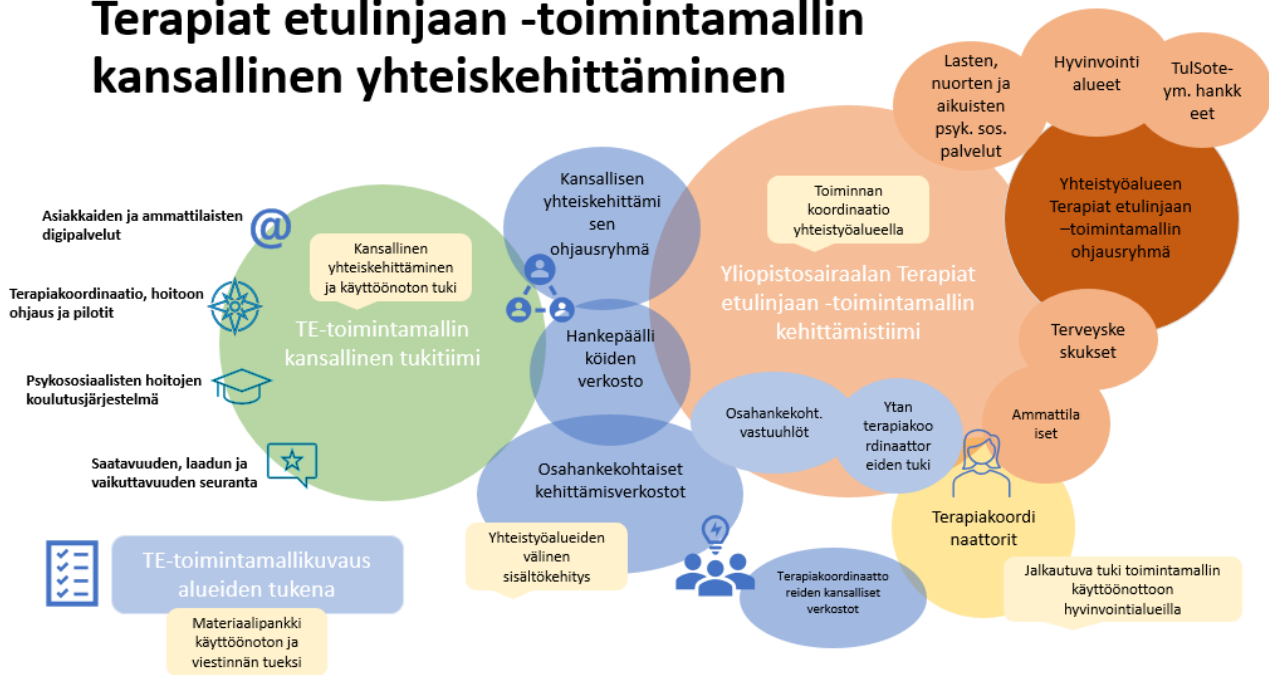 Terapiat etulinjaan -toimintamallin
kansallinen yhteiskehittäminen
Asiakkaiden ja ammattilaisten
digipalvelut
@
Terapiakoordinaatio, hoitoon
ohjaus ja pilotit
Psykososiaalisten hoitojen
koulutusjärjestelmä
Saatavuuden, laadun ja
vaikuttavuuden seuranta
Kansallinen
yhteiskehittäminen
ja käyttöönoton tuki
TE-toimintamallin
kansallinen tukitiimi
TE-toimintamallikuvaus
alueiden tukena
Materiaalipankki
käyttöönoton ja
viestinnän tueksi
Kansallisen
yhteiskehittämi
sen
ohjausryhmä
Hankepäälli
köiden
verkosto
Osahankekohtaiset
kehittämisverkostot
Yhteistyöalueiden
välinen
sisältökehitys
Toiminnan
koordinaatio
yhteistyöalueella
Yliopistosairaalan Terapiat
etulinjaan -toimintamallin
kehittämistiimi
Osahankekoht.
vastuuhlöt
Ytan
terapiakoo
rdinaattor
eiden tuki
Terapiakoordinaatto
reiden kansalliset
verkostot
Lasten,
nuorten ja
aikuisten
psyk. sos.
palvelut
Hyvinvointi
alueet
TulSote-
ym. hankk
eet
Yhteistyöalueen
Terapiat etulinjaan
–toimintamallin
ohjausryhmä
Terveyske
skukset
Ammattila
iset
Terapiakoordi
naattorit
Jalkautuva tuki toimintamallin
käyttöönottoon
hyvinvointialueilla